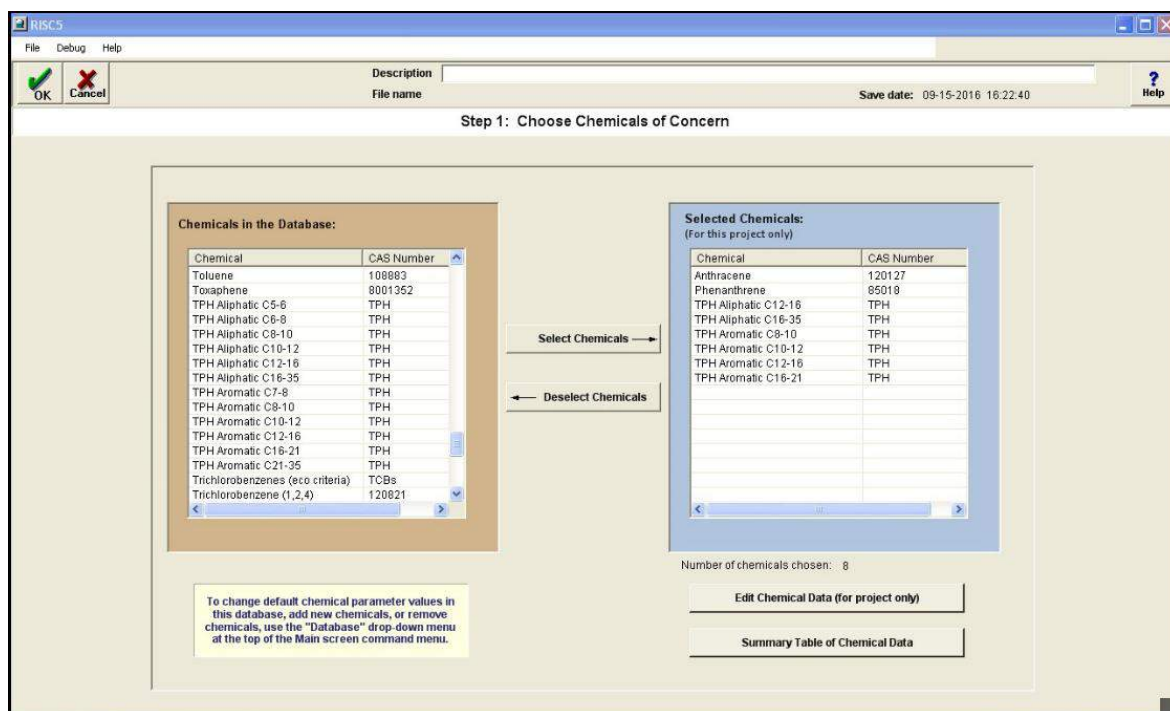 RISC5
File Debug Help
OK Cancel Description Help
File name Save date: 09-15-2016 16:22:40
Step 1: Choose Chemicals of Concern
Chemicals in the Database:
Chemical CAS Number
Toluene 108883
Toxaphene 8001352
TPH Aliphatic C5-6 TPH
TPH Aliphatic C6-8 TPH
TPH Aliphatic C8-10 TPH
TPH Aliphatic C10-12 TPH
TPH Aliphatic C12-16 TPH
TPH Aliphatic C16-35 TPH
TPH Aromatic C7-8 TPH
TPH Aromatic C8-10 TPH
TPH Aromatic C10-12 TPH
TPH Aromatic C12-16 TPH
TPH Aromatic C16-21 TPH
TPH Aromatic C21-35 TPH
Trichlorobenzenes (eco criteria) TCBs
Trichlorobenzene (1,2,4) 120821
Select Chemicals
Deselect Chemicals
Selected Chemicals:
(For this project only)
Chemical CAS Number
Anthracene 120127
Phenanthrene 85018
TPH Aliphatic C12-16 TPH
TPH Aliphatic C16-35 TPH
TPH Aromatic C8-10 TPH
TPH Aromatic C10-12 TPH
TPH Aromatic C12-16 TPH
TPH Aromatic C16-21 TPH
Number of chemicals chosen: 8
To change default chemical parameter values in
this database, add new chemicals, or remove
chemicals, use the "Database" drop-down menu
at the top of the Main screen command menu.
Edit Chemical Data (for project only)
Summary Table of Chemical Data